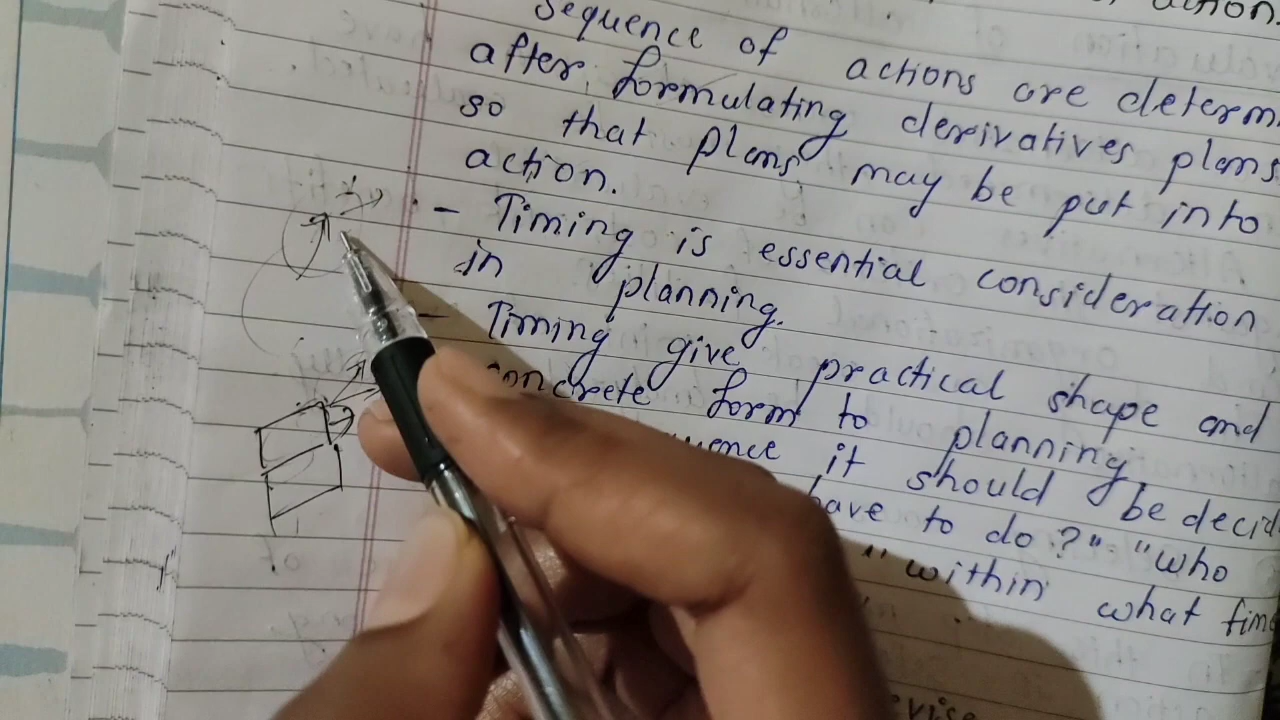 action.
sequence of actions are determ
after formulating derivatives plans
so that plans may be put into
action.
- Timing is essential consideration
in planning.
- Timing give practical shape and
concrete form to planning
it should be decid
have to do?" "who
" within what time